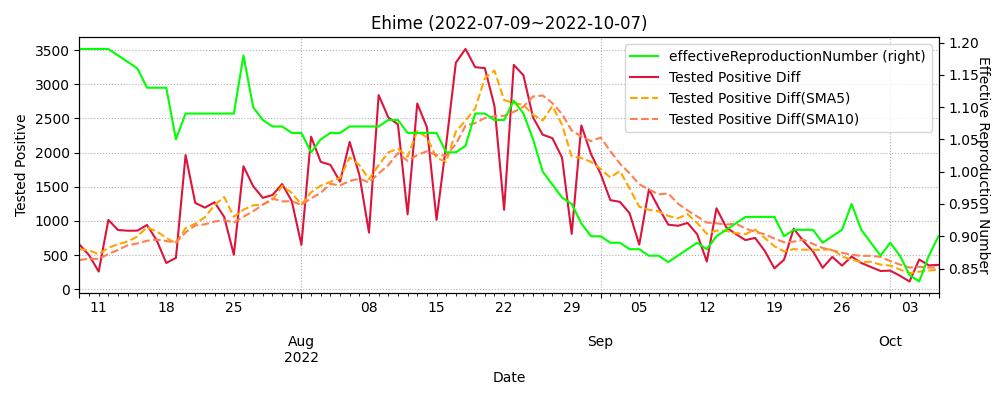 Ehime (2022-07-09~2022-10-07)
effectiveReproductionNumber (right)
Tested Positive Diff
Tested Positive Diff(SMA5)
Tested Positive Diff(SMA10)
Tested Positive
3500
3000
2500
2000
1500
1000
500
0
1.20
1.15
1.10
1.05
1.00
0.95
0.90
0.85
Effective Reproduction Number
11 18 25 08 15 22 29 05 12 19 26 03
Aug Sep Oct
2022
Date